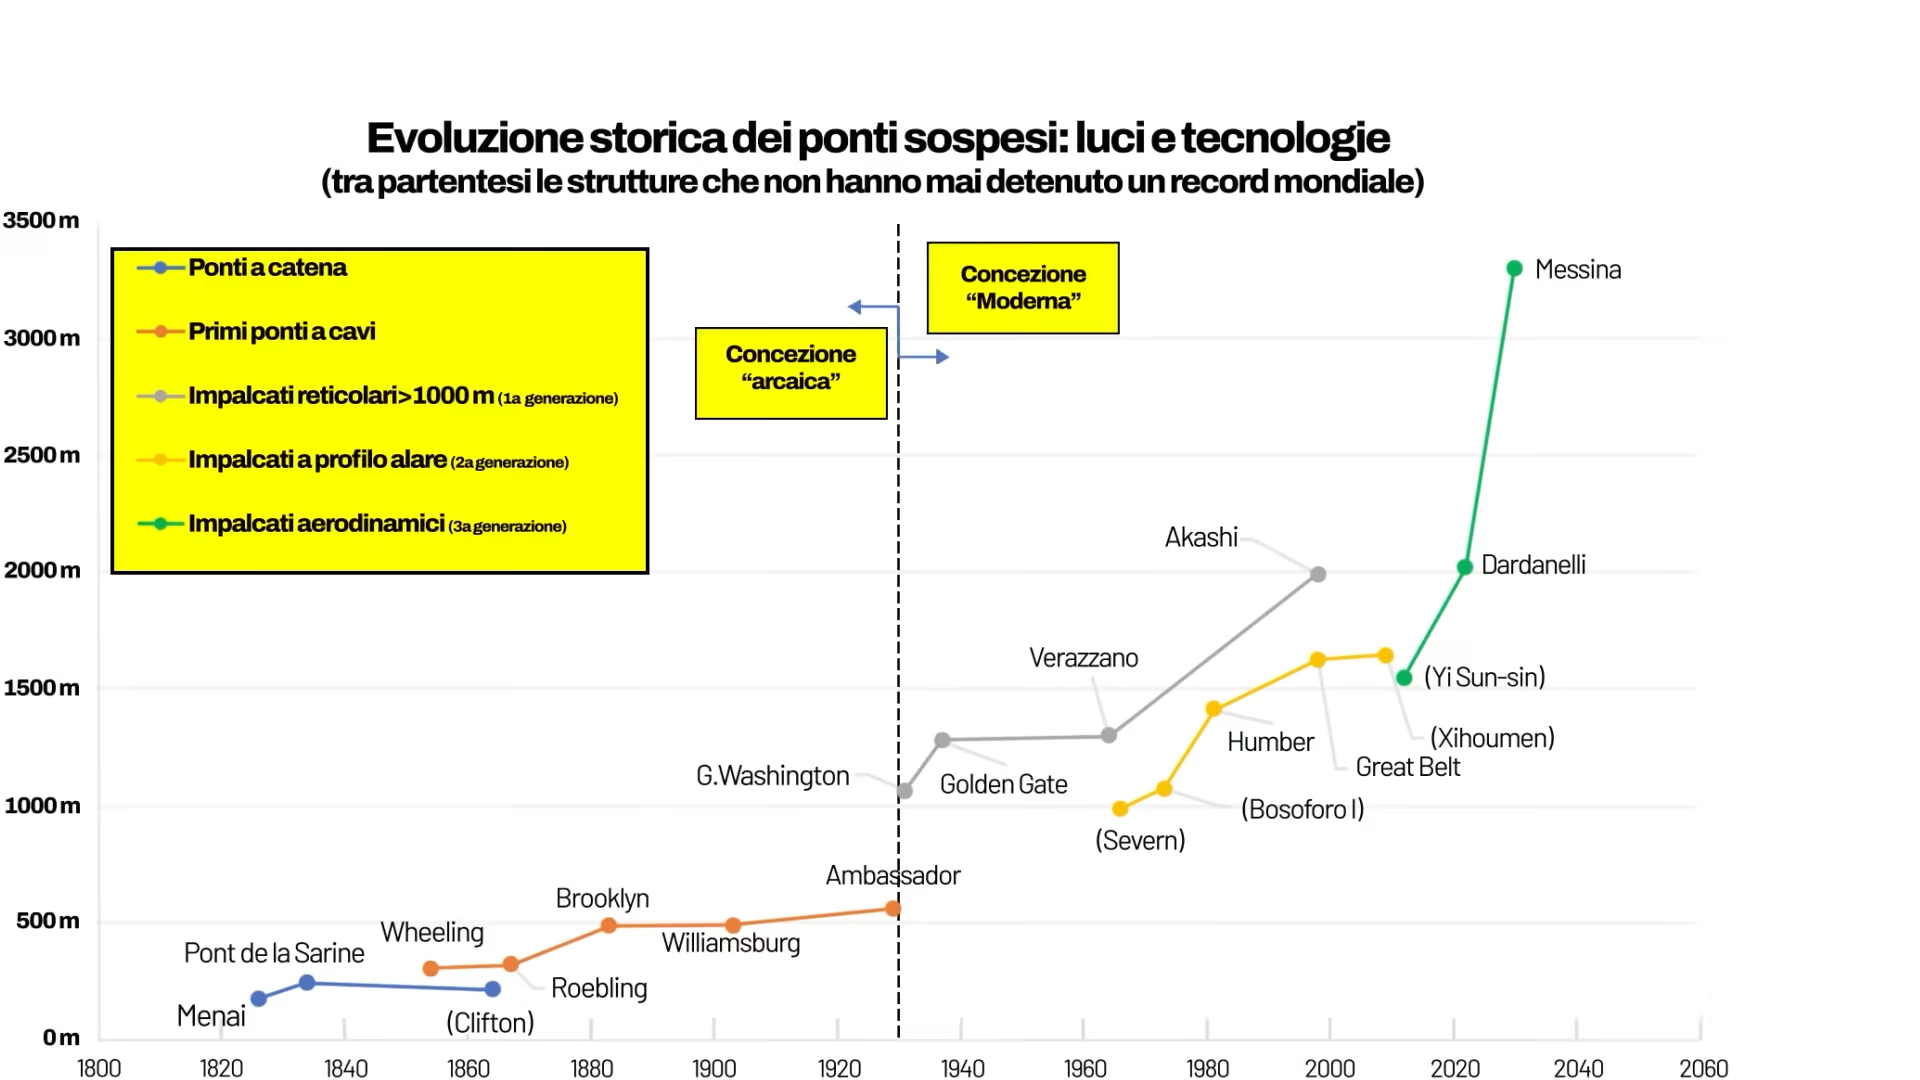 Evoluzione storica dei ponti sospesi: luci e tecnologie
(tra partentesi le strutture che non hanno mai detenuto un record mondiale)
3500 m
3000 m
2500 m
2000 m
1500 m
1000 m
500 m
0 m
Ponti a catena
Primi ponti a cavi
Impalcati reticolari>1000 m (1a generazione)
Impalcati a profilo alare (2a generazione)
Impalcati aerodinamici (3a generazione)
Concezione
“arcaica”
Concezione
“Moderna”
Messina
Akashi
Dardanelli
Verazzano
(Yi Sun-sin)
Humber
(Xihoumen)
Great Belt
G.Washington
Golden Gate
(Bosoforo I)
(Severn)
Ambassador
Brooklyn
Wheeling
Williamsburg
Pont de la Sarine
Roebling
Menai
(Clifton)
1800 1820 1840 1860 1880 1900 1920 1940 1960 1980 2000 2020 2040 2060